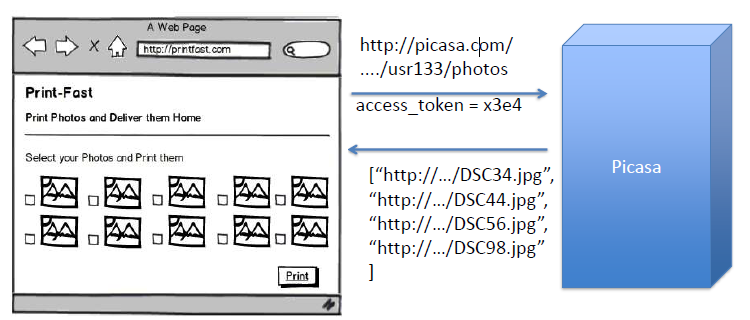 A Web Page
X
http://printfast.com
Print-Fast
Print Photos and Deliver them Home
Select your Photos and Print them
Print
http://picasa.com/
..../usr133/photos
access_token = x3e4
[“http://.../DSC34.jpg”,
“http://.../DSC44.jpg”,
“http://.../DSC56.jpg”,
“http://.../DSC98.jpg”
]
Picasa